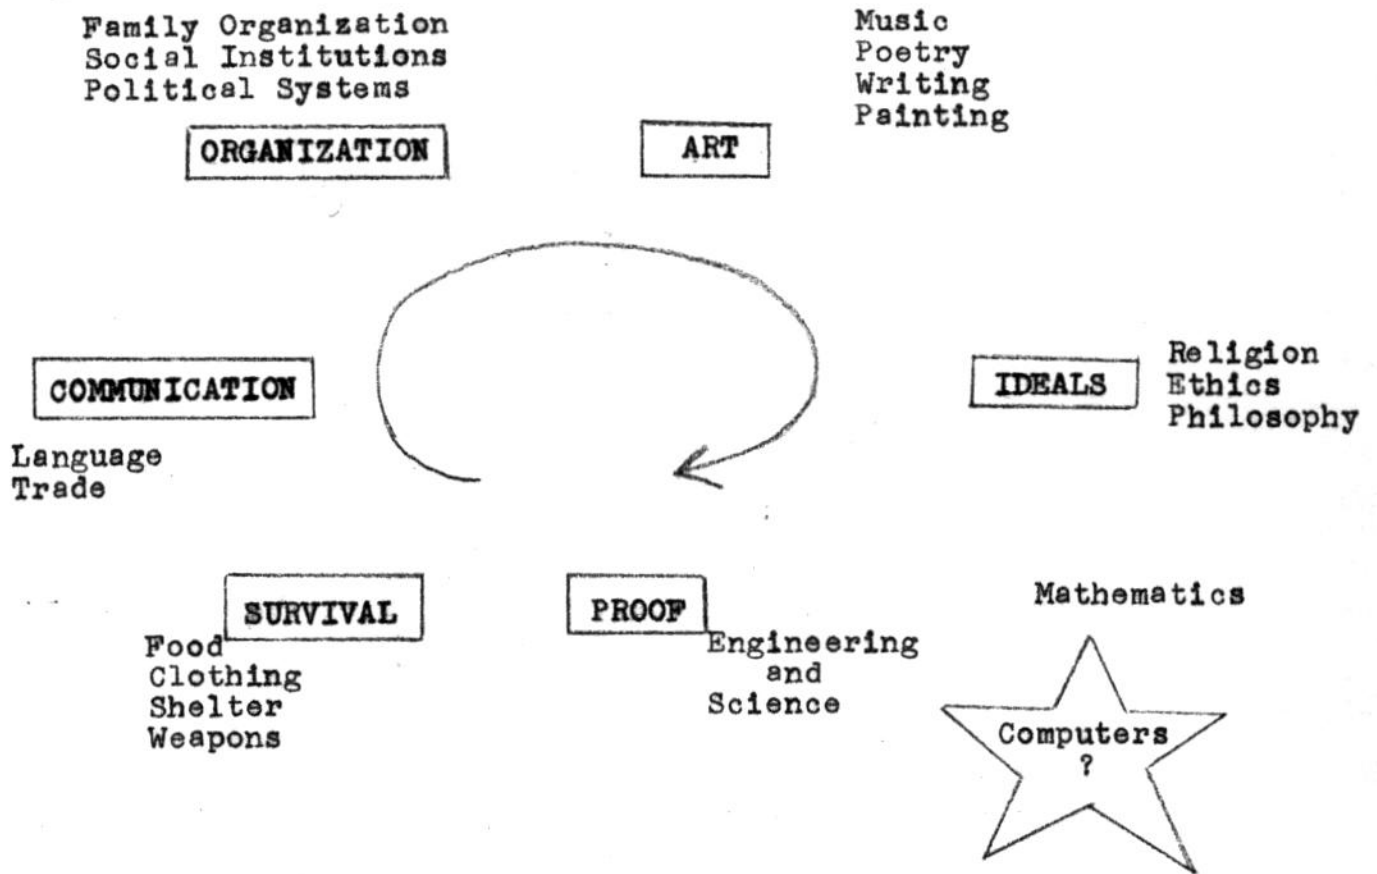 Family Organization
Social Institutions
Political Systems
ORGANIZATION
Music
Poetry
Writing
Painting
ART
COMMUNICATION
Language
Trade
IDEALS
Religion
Ethics
Philosophy
SURVIVAL
Food
Clothing
Shelter
Weapons
PROOF
Engineering
and
Science
Mathematics
Computers
?